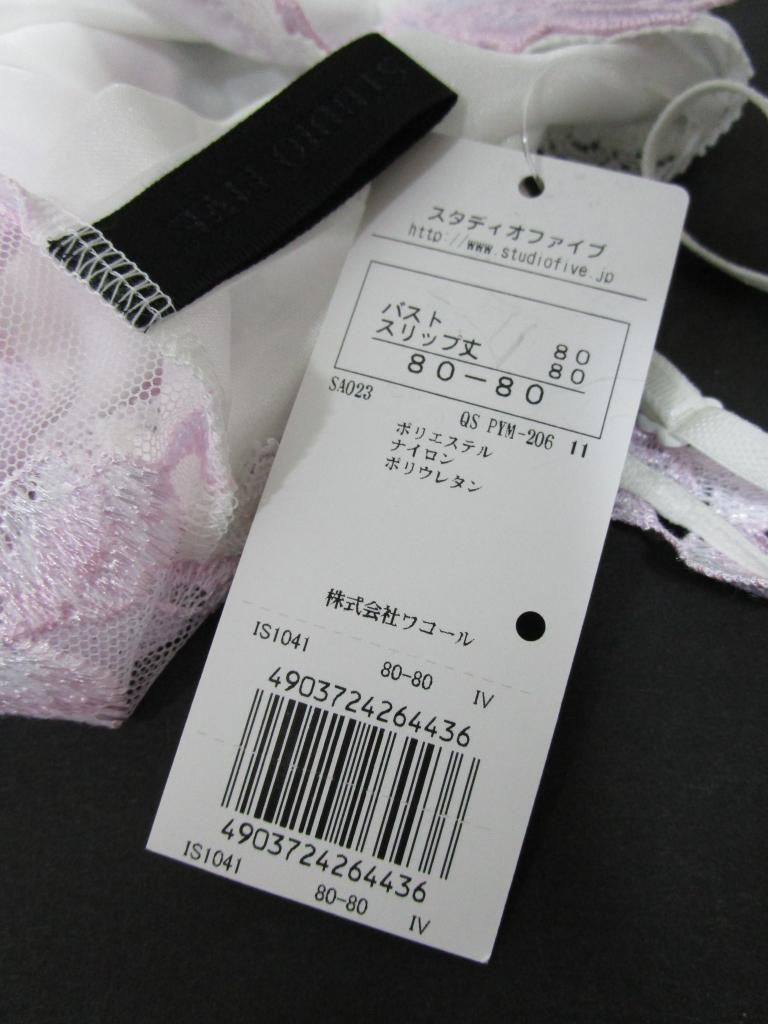 STUDIO FIVE
スタディオファイブ
http://www.studiofive.jp
バスト 80
スリップ丈 80
80-80
SA023 QS PYM-206 11
ポリエステル
ナイロン
ポリウレタン
株式会社ワコール
IS1041 80-80 IV
4903724264436
4903724264436
IS1041 80-80 IV